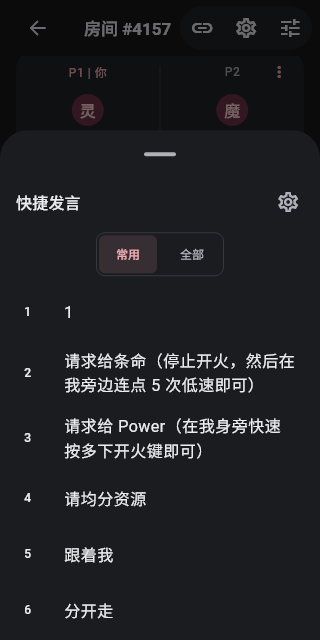 房间 #4157
P1 | 你
P2
灵
魔
快捷发言
常用
全部
1
1
2
请求给条命（停止开火，然后在
我旁边连点 5 次低速即可）
3
请求给 Power（在我身旁快速
按多下开火键即可）
4
请均分资源
5
跟着我
6
分开走